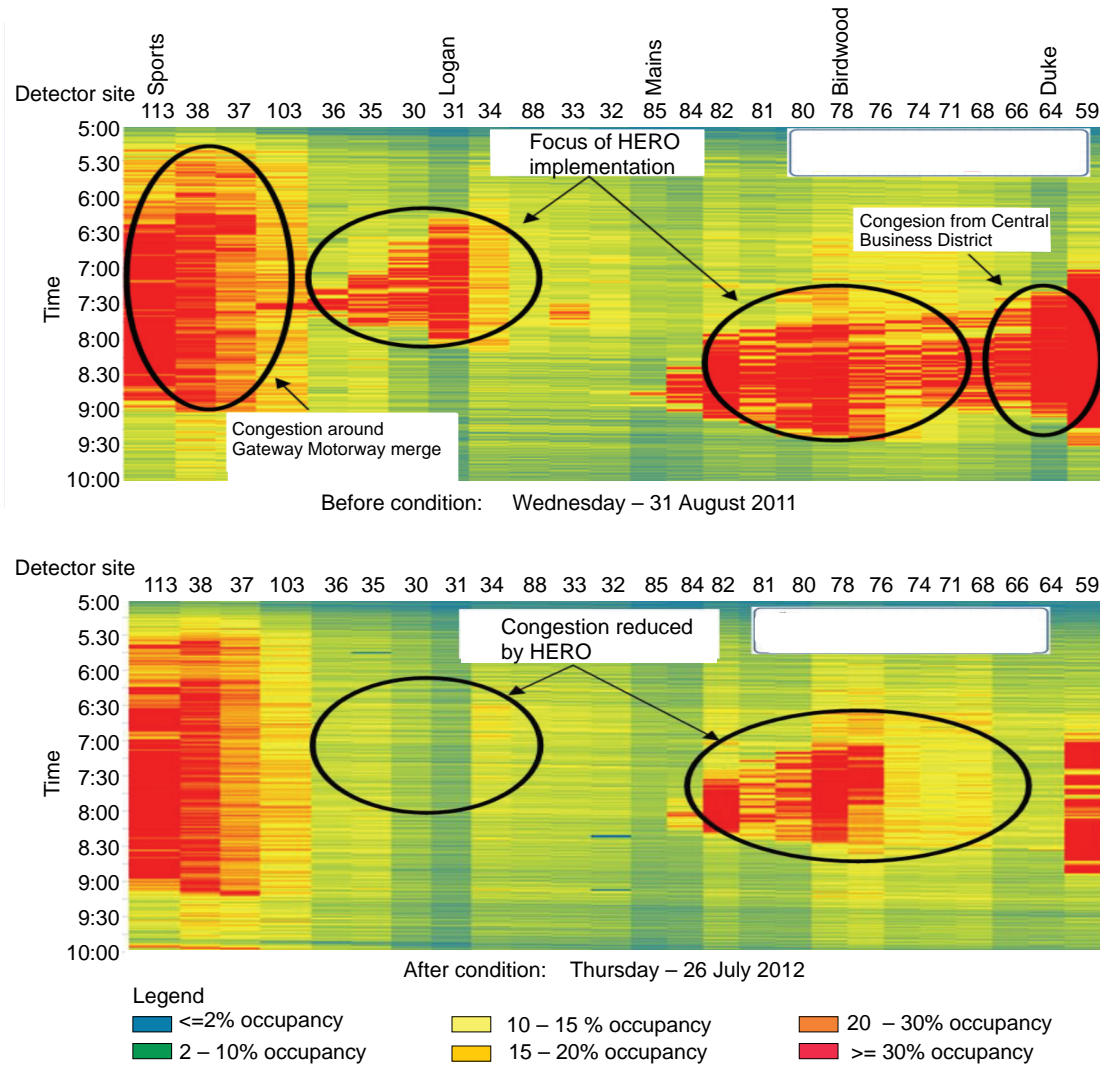 Sports
Logan
Mains
Birdwood
Duke
Detector site
113 38 37 103 36 35 30 31 34 88 33 32 85 84 82 81 80 78 76 74 71 68 66 64 59
Time
5:00
5.30
6:00
6:30
7:00
7:30
8:00
8.30
9:00
9:30
10:00
Focus of HERO
implementation
Congesion from Central
Business District
Congestion around
Gateway Motorway merge
Before condition: Wednesday – 31 August 2011
Detector site
113 38 37 103 36 35 30 31 34 88 33 32 85 84 82 81 80 78 76 74 71 68 66 64 59
Time
5:00
5.30
6:00
6:30
7:00
7:30
8:00
8.30
9:00
9:30
10:00
Congestion reduced
by HERO
After condition: Thursday – 26 July 2012
Legend
<=2% occupancy
2 – 10% occupancy
10 – 15 % occupancy
15 – 20% occupancy
20 – 30% occupancy
>= 30% occupancy